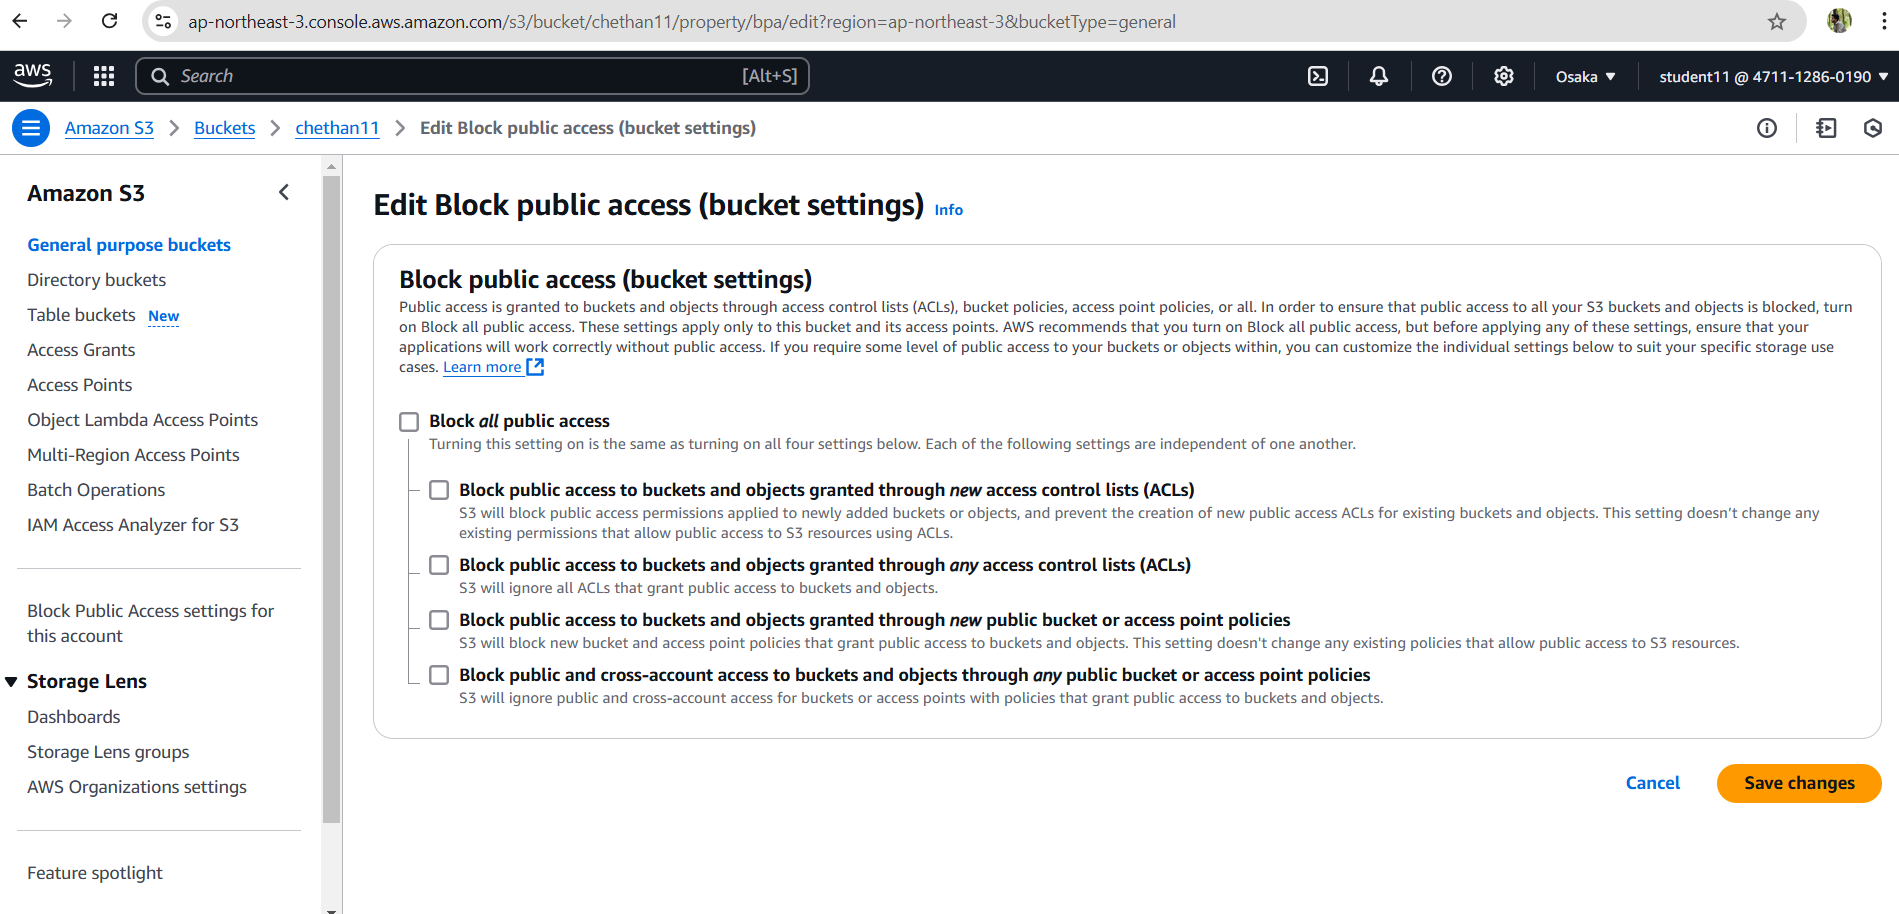 ap-northeast-3.console.aws.amazon.com/s3/bucket/chethan11/property/bpa/edit?region=ap-northeast-3&bucketType=general
aws
Search
[Alt+S]
Osaka
student11 @ 4711-1286-0190
Amazon S3 > Buckets > chethan11 > Edit Block public access (bucket settings)
Amazon S3
General purpose buckets
Directory buckets
Table buckets New
Access Grants
Access Points
Object Lambda Access Points
Multi-Region Access Points
Batch Operations
IAM Access Analyzer for S3
Block Public Access settings for
this account
Storage Lens
Dashboards
Storage Lens groups
AWS Organizations settings
Feature spotlight
Edit Block public access (bucket settings) Info
Block public access (bucket settings)
Public access is granted to buckets and objects through access control lists (ACLs), bucket policies, access point policies, or all. In order to ensure that public access to all your S3 buckets and objects is blocked, turn
on Block all public access. These settings apply only to this bucket and its access points. AWS recommends that you turn on Block all public access, but before applying any of these settings, ensure that your
applications will work correctly without public access. If you require some level of public access to your buckets or objects within, you can customize the individual settings below to suit your specific storage use
cases. Learn more
Block all public access
Turning this setting on is the same as turning on all four settings below. Each of the following settings are independent of one another.
Block public access to buckets and objects granted through new access control lists (ACLs)
S3 will block public access permissions applied to newly added buckets or objects, and prevent the creation of new public access ACLs for existing buckets and objects. This setting doesn’t change any
existing permissions that allow public access to S3 resources using ACLs.
Block public access to buckets and objects granted through any access control lists (ACLs)
S3 will ignore all ACLs that grant public access to buckets and objects.
Block public access to buckets and objects granted through new public bucket or access point policies
S3 will block new bucket and access point policies that grant public access to buckets and objects. This setting doesn't change any existing policies that allow public access to S3 resources.
Block public and cross-account access to buckets and objects through any public bucket or access point policies
S3 will ignore public and cross-account access for buckets or access points with policies that grant public access to buckets and objects.
Cancel
Save changes